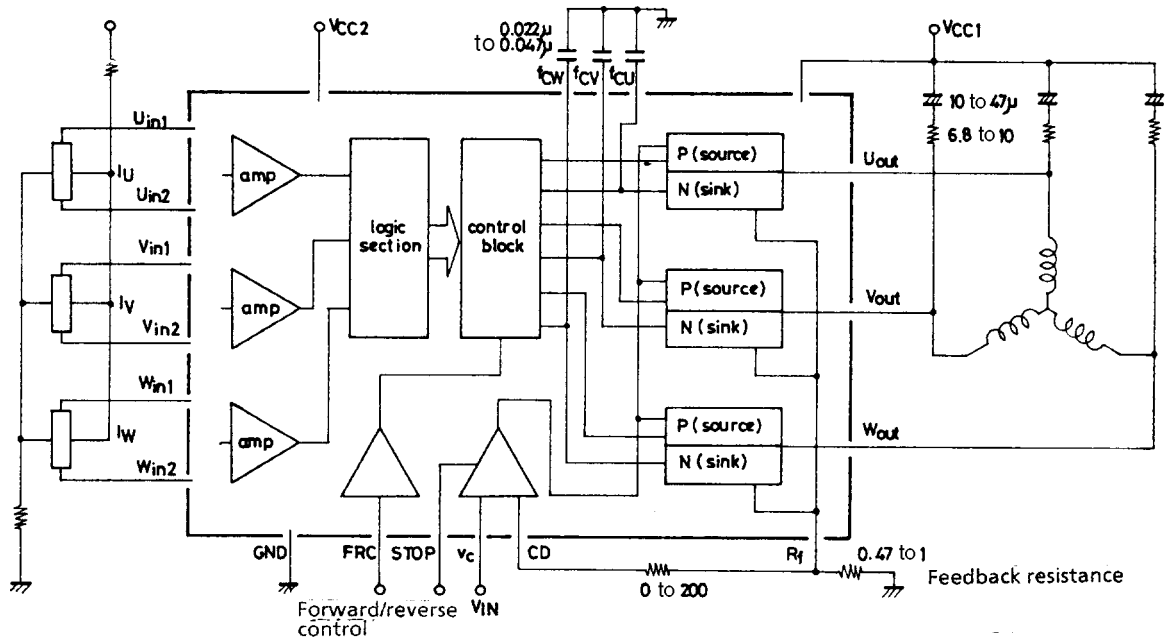 VCC2
0.022μ
to 0.047μ
VCC1
fCW fCV fCU
Uin1
10 to 47μ
6.8 to 10
IU
amp
P (source)
Uout
Uin2
N (sink)
logic
section
control
block
Vin1
IV
amp
P (source)
Vout
Vin2
N (sink)
Win1
IW
amp
P (source)
Wout
Win2
N (sink)
GND
FRC
STOP
vc
CD
Rf
0.47 to 1
Feedback resistance
0 to 200
VIN
Forward/reverse
control